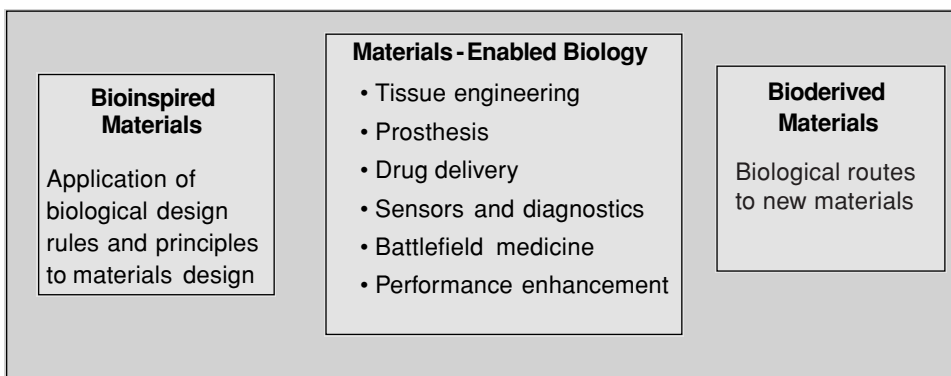 Bioinspired
Materials
Application of
biological design
rules and principles
to materials design
Materials-Enabled Biology
• Tissue engineering
• Prosthesis
• Drug delivery
• Sensors and diagnostics
• Battlefield medicine
• Performance enhancement
Bioderived
Materials
Biological routes
to new materials